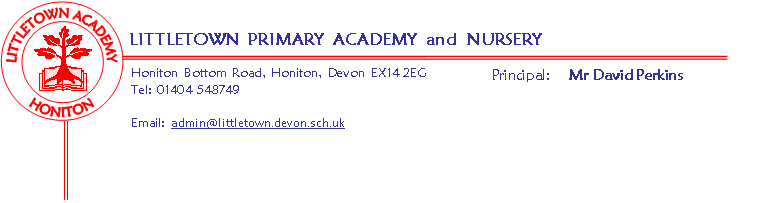 LITTLETOWN ACADEMY
HONITON
LITTLETOWN PRIMARY ACADEMY and NURSERY
Honiton Bottom Road, Honiton, Devon EX14 2EG
Principal: Mr David Perkins
Tel: 01404 548749
Email: admin@littletown.devon.sch.uk